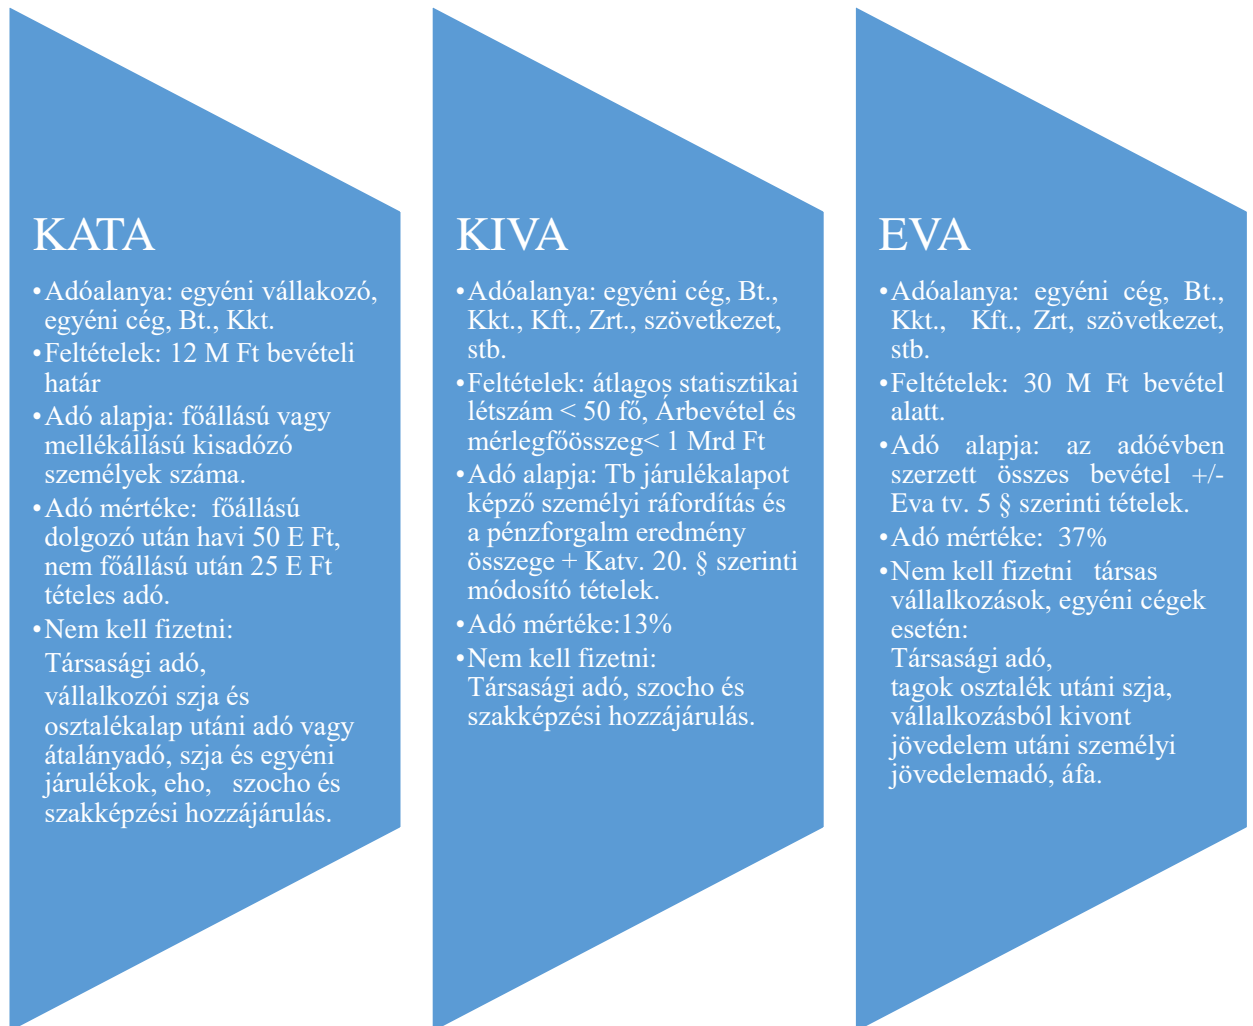 KATA
•Adóalanya: egyéni vállakozó,
egyéni cég, Bt., Kkt.
•Feltételek: 12 M Ft bevételi
határ
•Adó alapja: főállású vagy
mellékállású kisadózó
személyek száma.
•Adó mértéke: főállású
dolgozó után havi 50 E Ft,
nem főállású után 25 E Ft
tételes adó.
•Nem kell fizetni:
Társasági adó,
vállalkozói szja és
osztalékalap utáni adó vagy
átalányadó, szja és egyéni
járulékok, eho, szocho és
szakképzési hozzájárulás.
KIVA
•Adóalanya: egyéni cég, Bt.,
Kkt., Kft., Zrt., szövetkezet,
stb.
•Feltételek: átlagos statisztikai
létszám < 50 fő, Árbevétel és
mérlegfőösszeg< 1 Mrd Ft
•Adó alapja: Tb járulékalapot
képző személyi ráfordítás és
a pénzforgalm eredmény
összege + Katv. 20. § szerinti
módosító tételek.
•Adó mértéke:13%
•Nem kell fizetni:
Társasági adó, szocho és
szakképzési hozzájárulás.
EVA
•Adóalanya: egyéni cég, Bt.,
Kkt., Kft., Zrt, szövetkezet,
stb.
•Feltételek: 30 M Ft bevétel
alatt.
•Adó alapja: az adóévben
szerzett összes bevétel +/-
Eva tv. 5 § szerinti tételek.
•Adó mértéke: 37%
•Nem kell fizetni társas
vállalkozások, egyéni cégek
esetén:
Társasági adó,
tagok osztalék utáni szja,
vállalkozásból kivont
jövedelem utáni személyi
jövedelemadó, áfa.